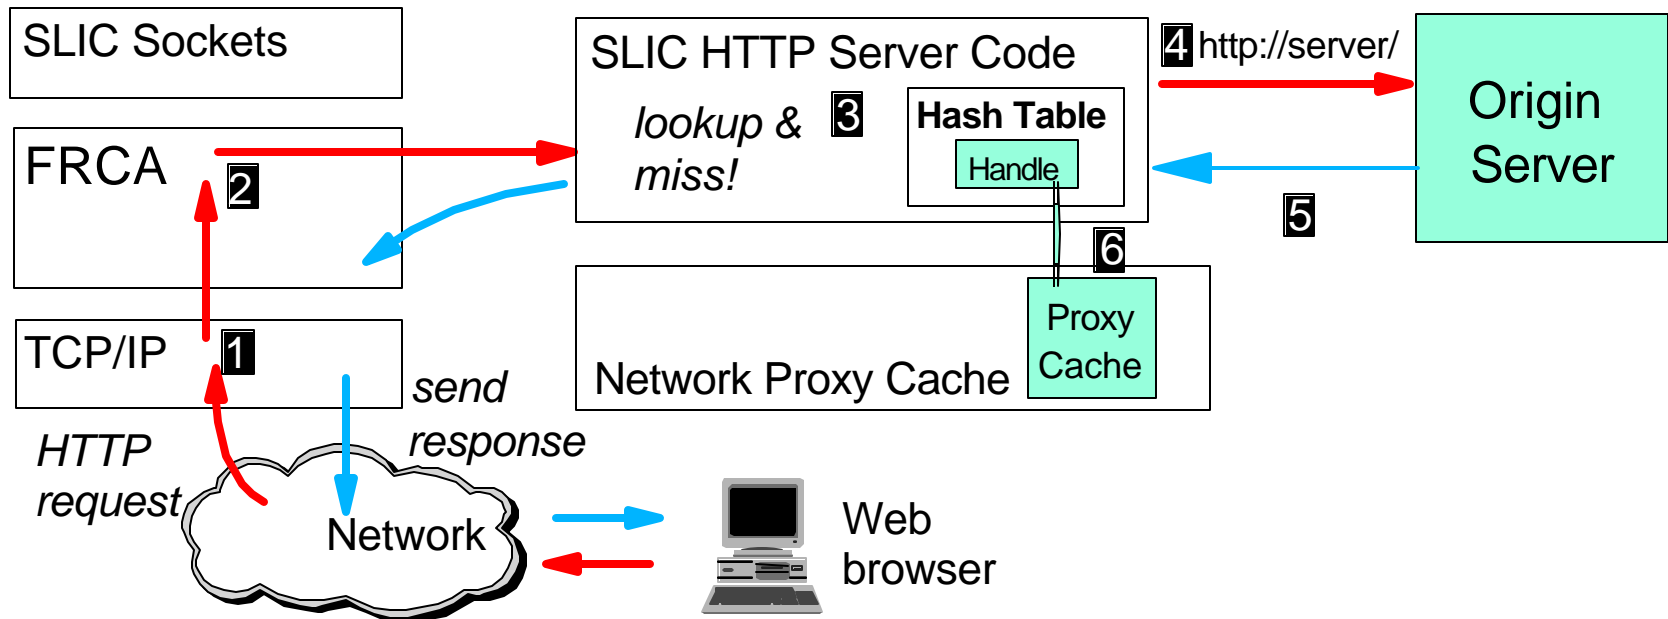 SLIC Sockets
FRCA
2
TCP/IP
1
HTTP
request
send
response
Network
Web
browser
SLIC HTTP Server Code
lookup &
miss!
3
Hash Table
Handle
4
http://server/
5
Origin
Server
6
Network Proxy Cache
Proxy
Cache